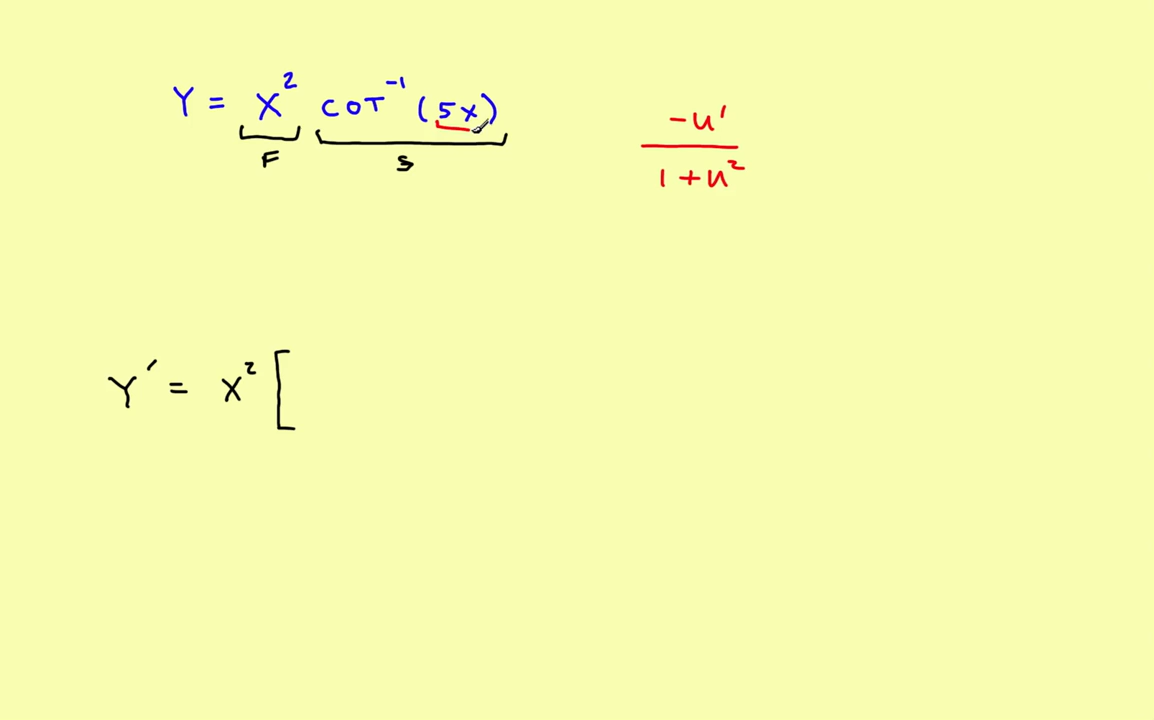 Y = X² COT⁻¹ (5x)
F
S
-u'
1 + u²
Y' = X² [